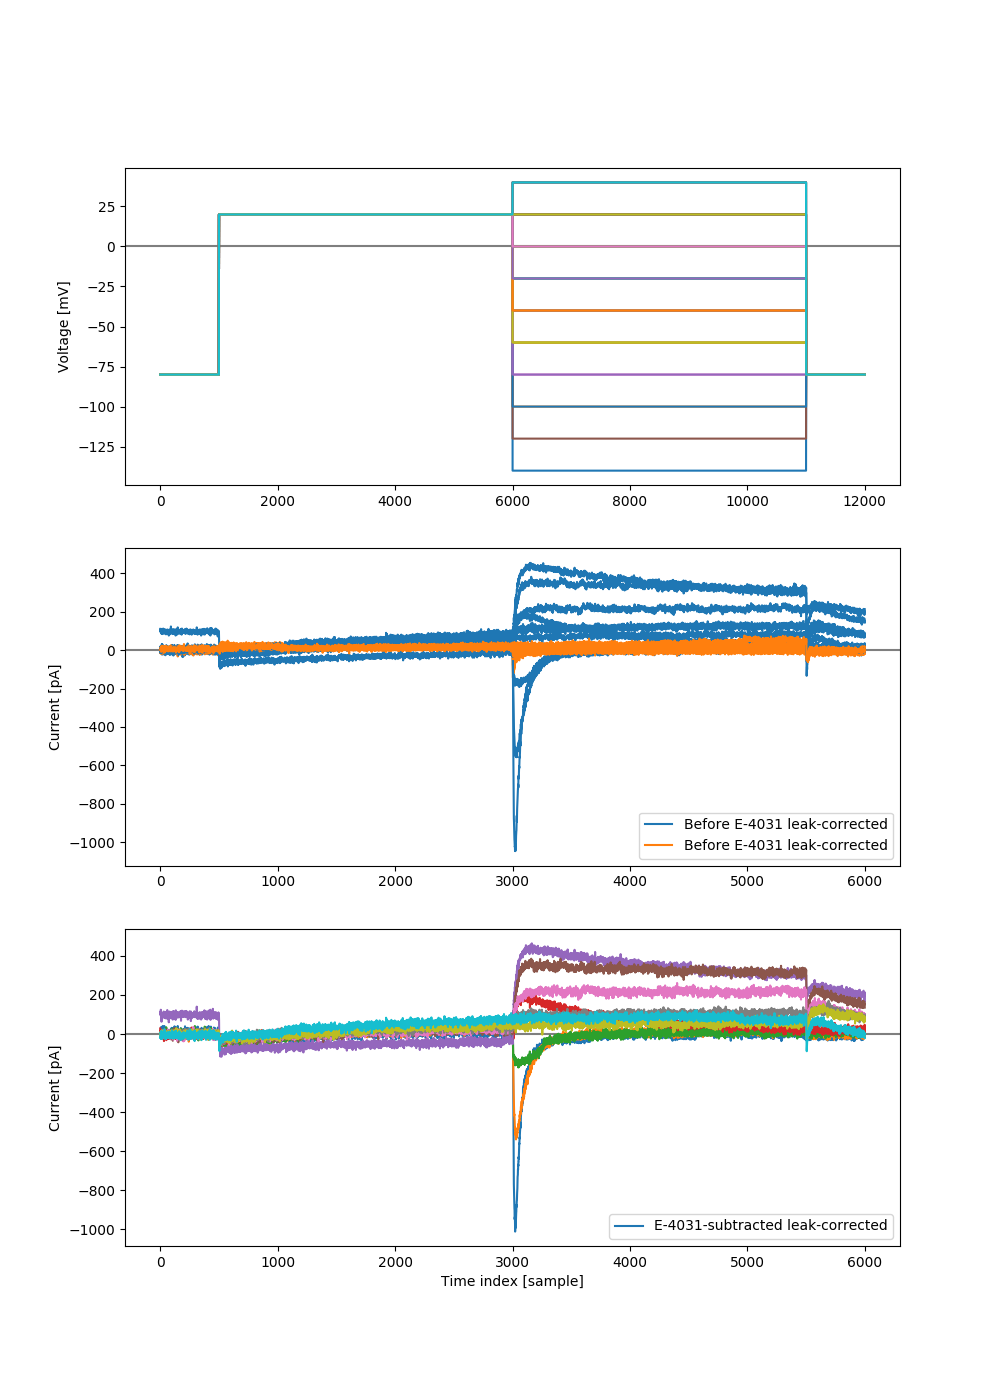 25
0
−25
−50
−75
−100
−125
Voltage [mV]
0 2000 4000 6000 8000 10000 12000
400
200
0
−200
−400
−600
−800
−1000
Current [pA]
Before E-4031 leak-corrected
Before E-4031 leak-corrected
0 1000 2000 3000 4000 5000 6000
400
200
0
−200
−400
−600
−800
−1000
Current [pA]
E-4031-subtracted leak-corrected
0 1000 2000 3000 4000 5000 6000
Time index [sample]